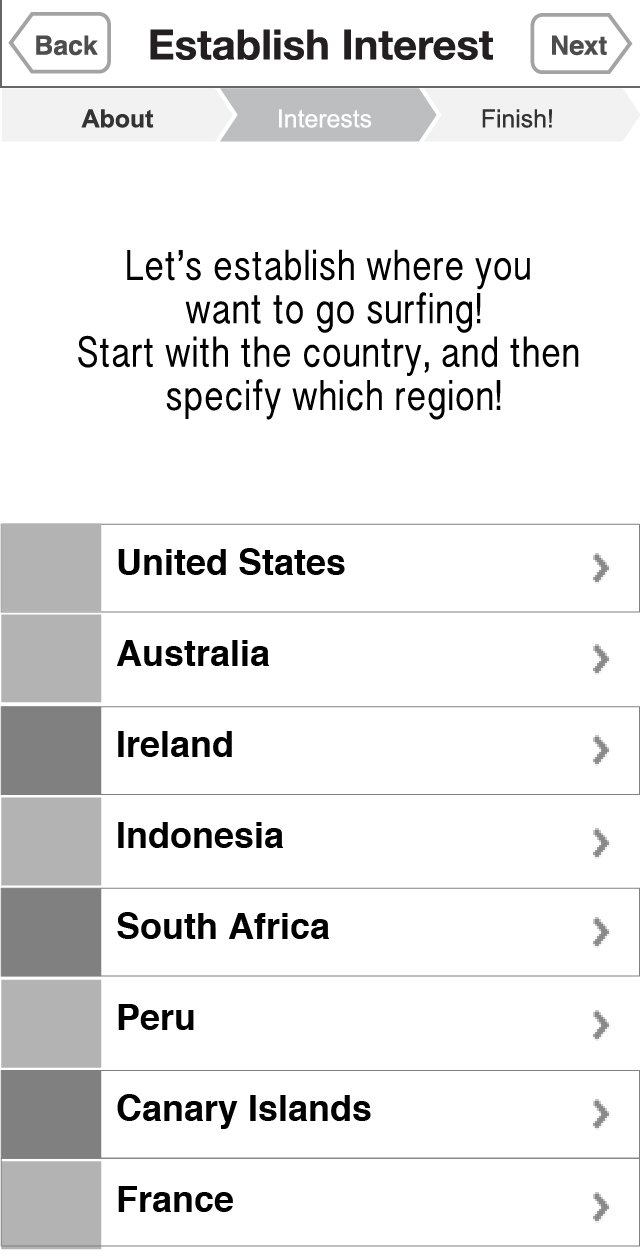 Back
Establish Interest
Next
About
Interests
Finish!
Let’s establish where you
want to go surfing!
Start with the country, and then
specify which region!
United States
Australia
Ireland
Indonesia
South Africa
Peru
Canary Islands
France